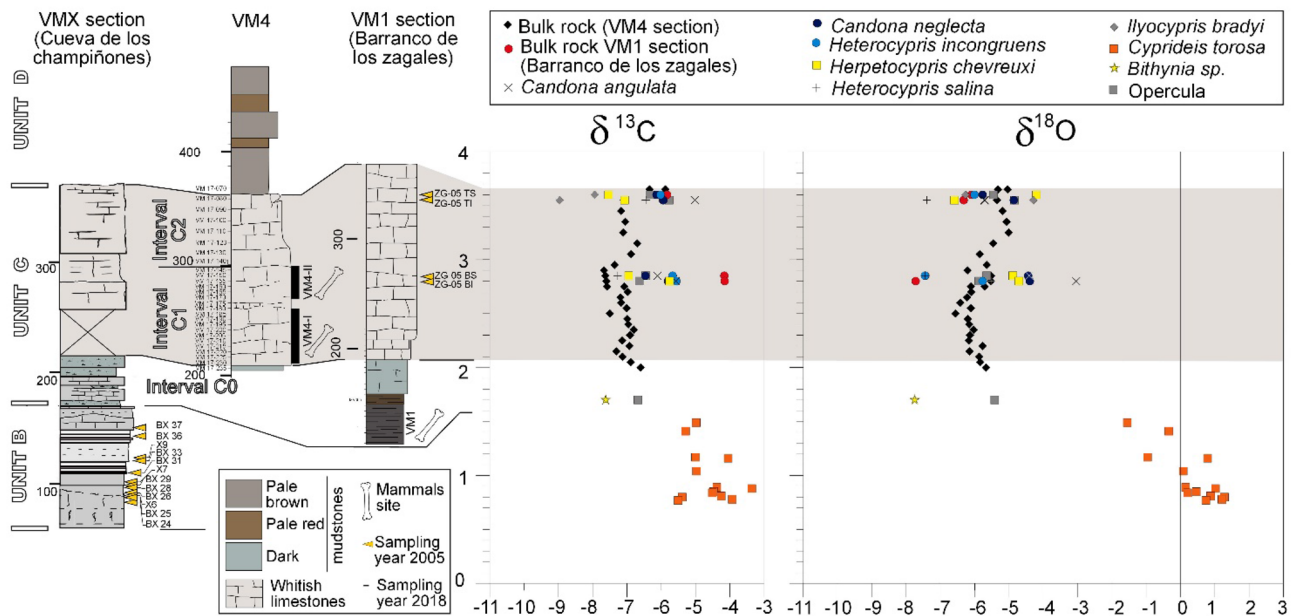 VMX section
(Cueva de los
champiñones)
VM4
VM1 section
(Barranco de
los zagales)
Bulk rock (VM4 section)
Bulk rock VM1 section
(Barranco de los zagales)
Candona angulata
Candona neglecta
Heterocypris incongruens
Herpetocypris chevreuxi
Heterocypris salina
Ilyocypris bradyi
Cyprideis torosa
Bithynia sp.
Opercula
δ 13C
δ 18O
UNIT D
UNIT C
UNIT B
Interval
C2
Interval
C1
Interval C0
400
300
200
300
200
100
300
200
VM4-II
VM4-I
VM1
ZG-05 TS
ZG-05 TI
ZG-05 BS
ZG-05 BI
BX 37
BX 36
X9
BX 33
BX 31
X7
BX 29
BX 28
BX 26
X6
BX 25
BX 24
Pale
brown
Pale red
Dark
mudstones
Whitish
limestones
Mammals
site
Sampling
year 2005
Sampling
year 2018
4
3
2
1
0
-11 -10 -9 -8 -7 -6 -5 -4 -3
-11 -10 -9 -8 -7 -6 -5 -4 -3 -2 -1 0 1 2 3